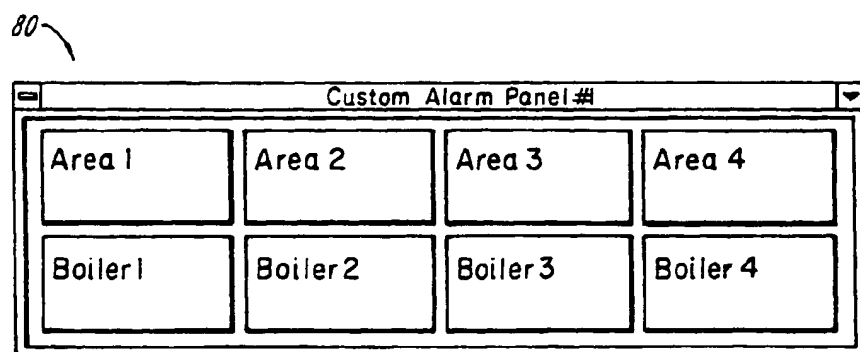 80
Custom Alarm Panel #1
Area 1 Area 2 Area 3 Area 4
Boiler 1 Boiler 2 Boiler 3 Boiler 4